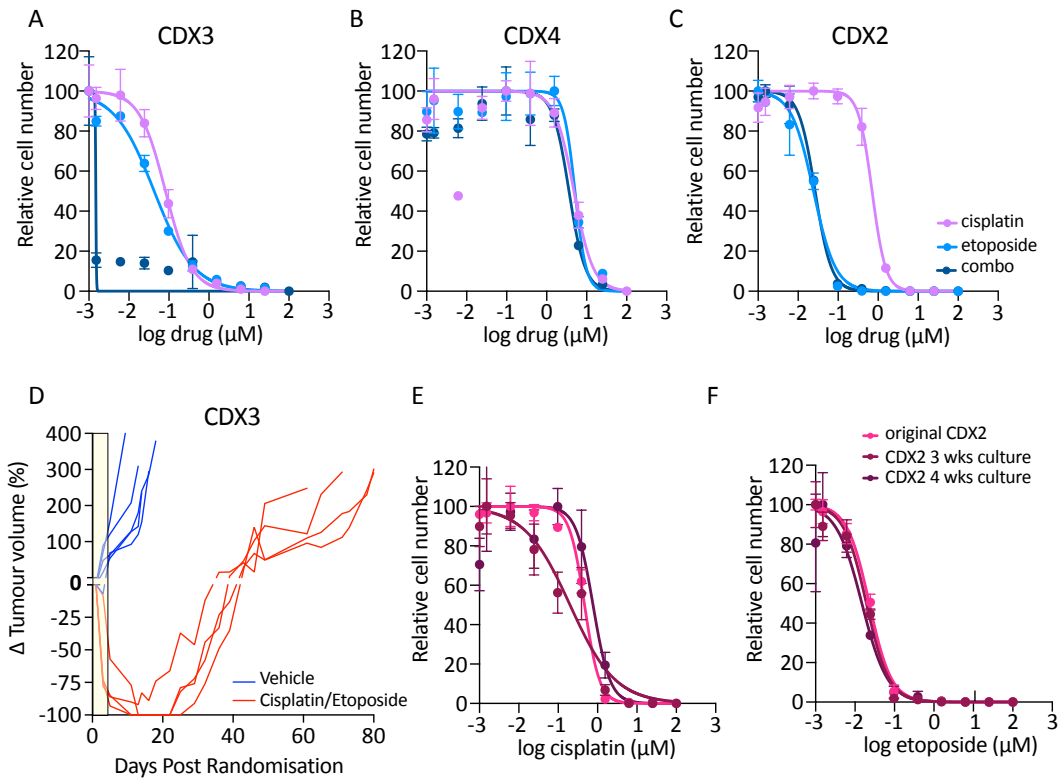 A
CDX3
Relative cell number
120
100
80
60
40
20
0
-3 -2 -1 0 1 2 3
log drug (µM)
B
CDX4
Relative cell number
120
100
80
60
40
20
0
-3 -2 -1 0 1 2 3
log drug (µM)
C
CDX2
Relative cell number
120
100
80
60
40
20
0
-3 -2 -1 0 1 2 3
log drug (µM)
cisplatin
etoposide
combo
D
CDX3
Δ Tumour volume (%)
400
300
200
100
0
0
-25
-50
-75
-100
0 20 40 60 80
Days Post Randomisation
Vehicle
Cisplatin/Etoposide
E
Relative cell number
120
100
80
60
40
20
0
-3 -2 -1 0 1 2 3
log cisplatin (µM)
F
original CDX2
CDX2 3 wks culture
CDX2 4 wks culture
Relative cell number
120
100
80
60
40
20
0
-3 -2 -1 0 1 2 3
log etoposide (µM)